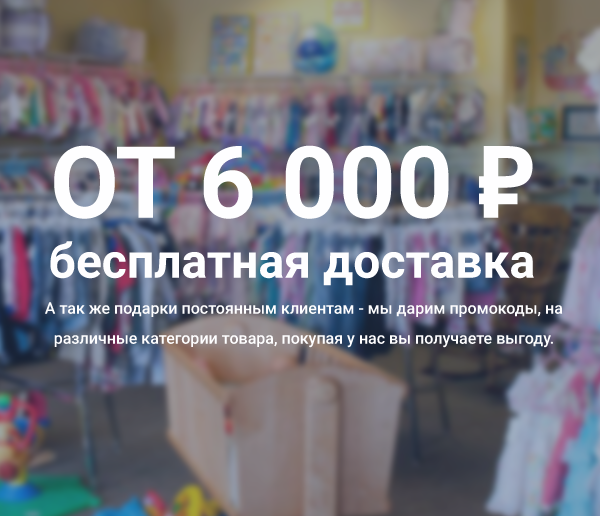 ОТ 6 000 ₽
бесплатная доставка
А так же подарки постоянным клиентам - мы дарим промокоды, на
различные категории товара, покупая у нас вы получаете выгоду.